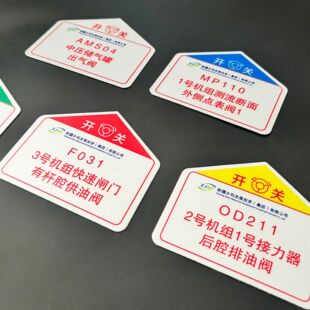 开 关
AMS04
中压储气罐
出气阀
开 关
MP110
1号机组测流断面
外侧点表阀1
开 关
F031
3号机组快速闸门
有杆腔供油阀
开 关
OD211
2号机组1号接力器
后腔排油阀